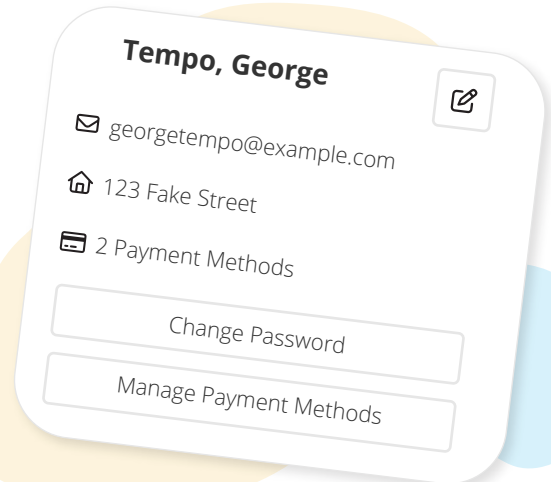 Tempo, George
georgetempo@example.com
123 Fake Street
2 Payment Methods
Change Password
Manage Payment Methods